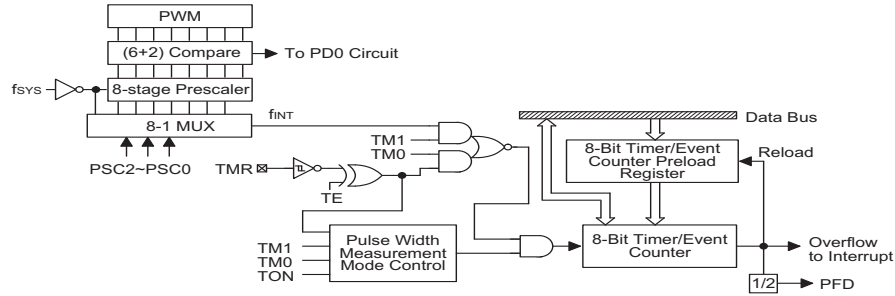 PWM
(6+2) Compare
To PD0 Circuit
fSYS
8-stage Prescaler
8-1 MUX
fINT
PSC2~PSC0
TM1
TM0
TMR
TE
Data Bus
8-Bit Timer/Event
Counter Preload
Register
Reload
TM1
TM0
TON
Pulse Width
Measurement
Mode Control
8-Bit Timer/Event
Counter
Overflow
to Interrupt
1/2
PFD